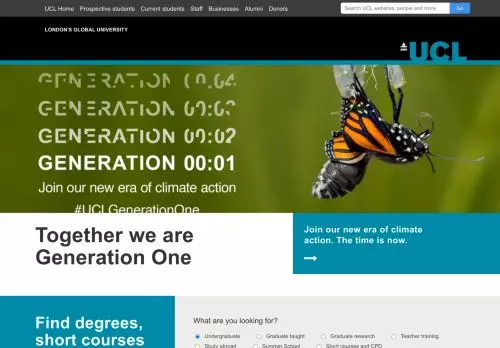 UCL Home Prospective students Current students Staff Businesses Alumni Donors Search UCL websites, people and more Go
LONDON'S GLOBAL UNIVERSITY
UCL
GENERATION 00:04
GENERATION 00:03
GENERATION 00:02
GENERATION 00:01
Join our new era of climate action
#UCLGenerationOne
Together we are
Generation One
Join our new era of climate
action. The time is now.
Find degrees,
short courses
What are you looking for?
Undergraduate Graduate taught Graduate research Teacher training
Study abroad Summer School Short courses and CPD